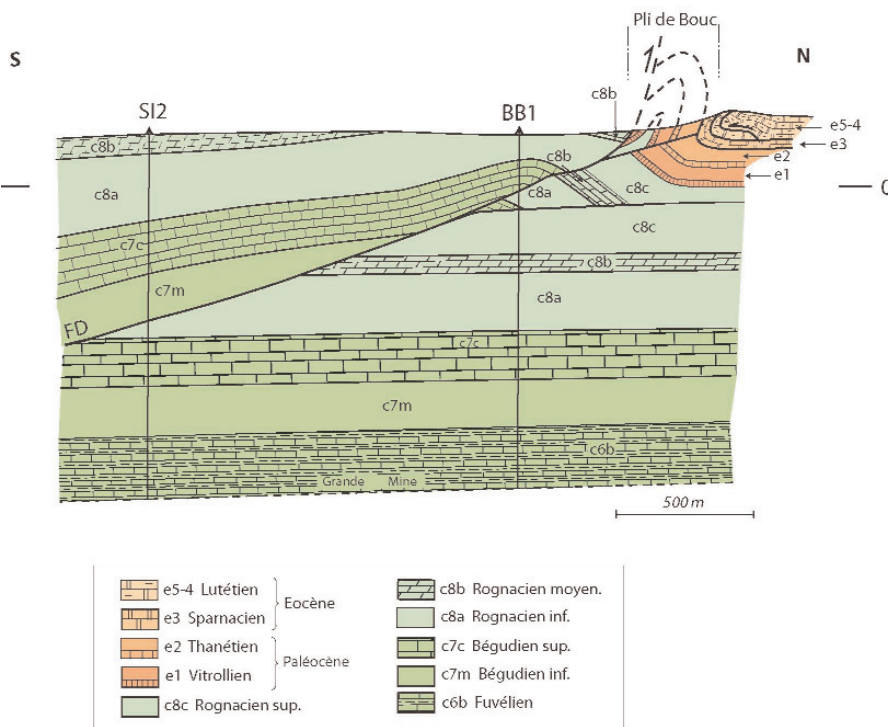 Pli de Bouc
S
N
SI2
BB1
c8b
c8b
c8b
c8a
c8a
c8c
e5-4
e3
e2
e1
0
c7c
c8c
c7m
c8b
c8a
FD
c7c
c7m
c6b
Grande Mine
500 m
e5-4 Lutétien
e3 Sparnacien
Eocène
e2 Thanétien
e1 Vitrollien
Paléocène
c8c Rognacien sup.
c8b Rognacien moyen.
c8a Rognacien inf.
c7c Bégudien sup.
c7m Bégudien inf.
c6b Fuvélien